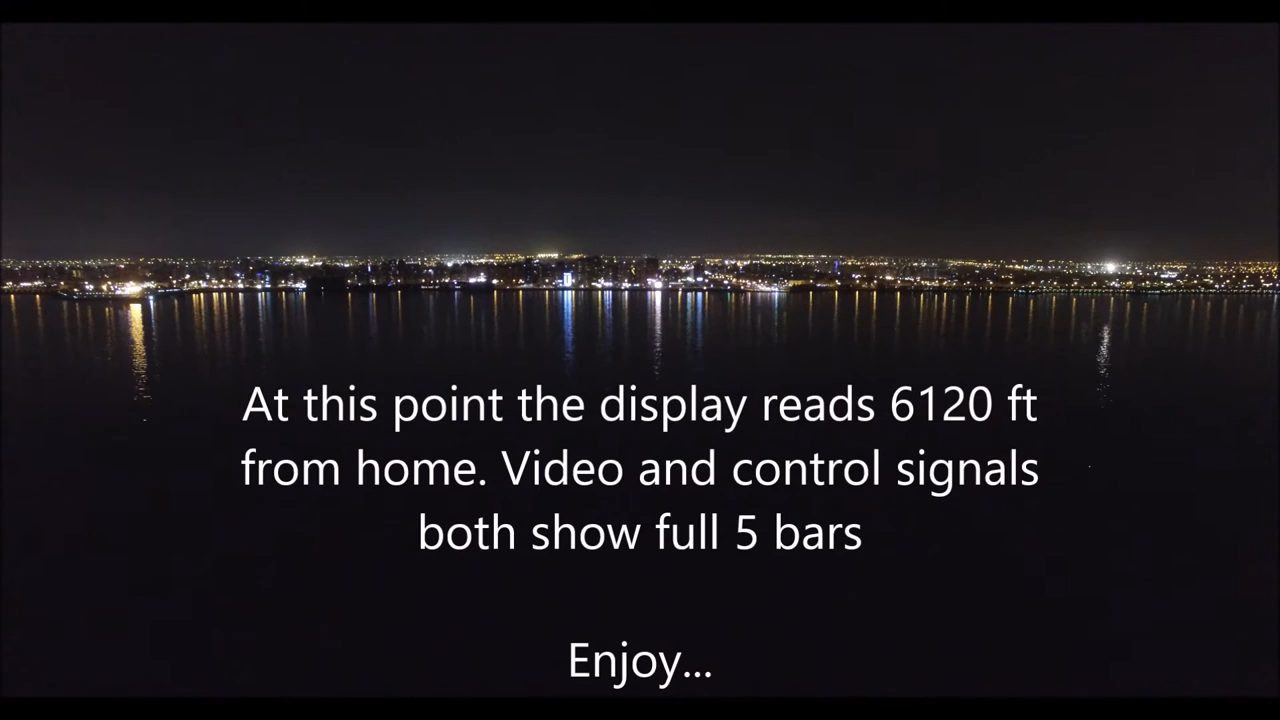 At this point the display reads 6120 ft
from home. Video and control signals
both show full 5 bars
Enjoy...